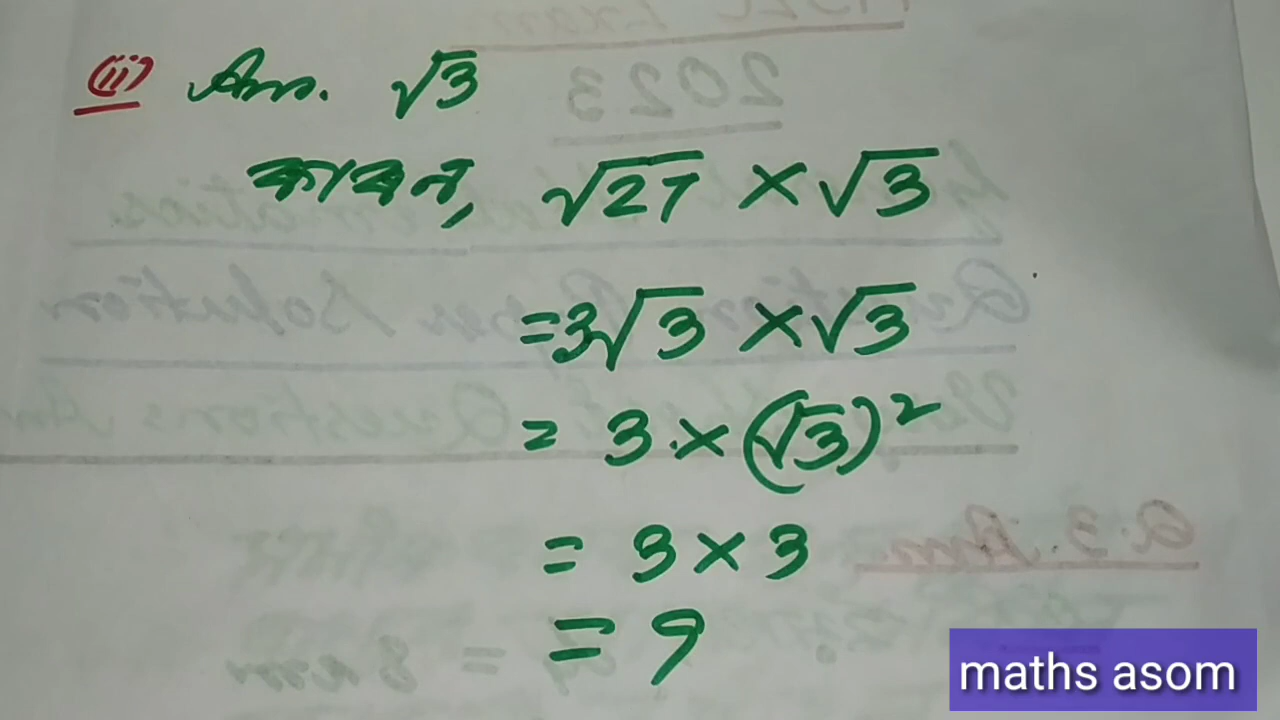 (ii) Ans. √3
কাৰণ, √27 × √3
= 3√3 × √3
= 3 × (√3)²
= 3 × 3
= 9
maths asom